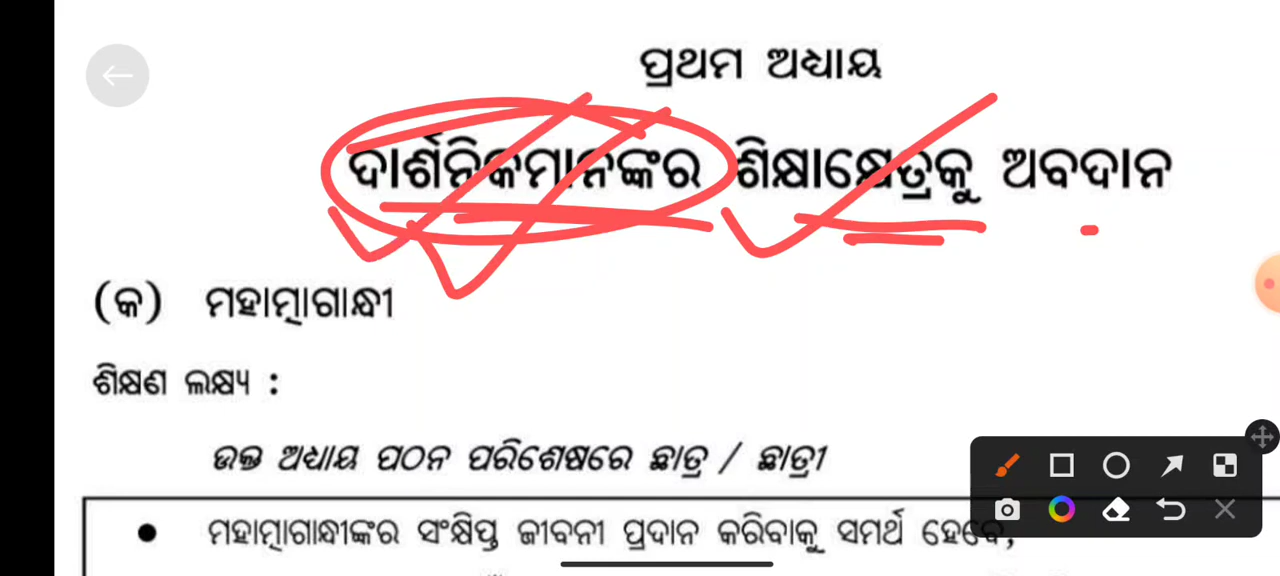 ପ୍ରଥମ ଅଧ୍ୟାୟ
ଦାର୍ଶନିକମାନଙ୍କର ଶିକ୍ଷାକ୍ଷେତ୍ରକୁ ଅବଦାନ
(କ) ମହାତ୍ମାଗାନ୍ଧୀ
ଶିକ୍ଷଣ ଲକ୍ଷ୍ୟ :
ଉକ୍ତ ଅଧ୍ୟାୟ ପଠନ ପରିଶେଷରେ ଛାତ୍ର / ଛାତ୍ରୀ
● ମହାତ୍ମାଗାନ୍ଧୀଙ୍କର ସଂକ୍ଷିପ୍ତ ଜୀବନୀ ପ୍ରଦାନ କରିବାକୁ ସମର୍ଥ ହେବେ,